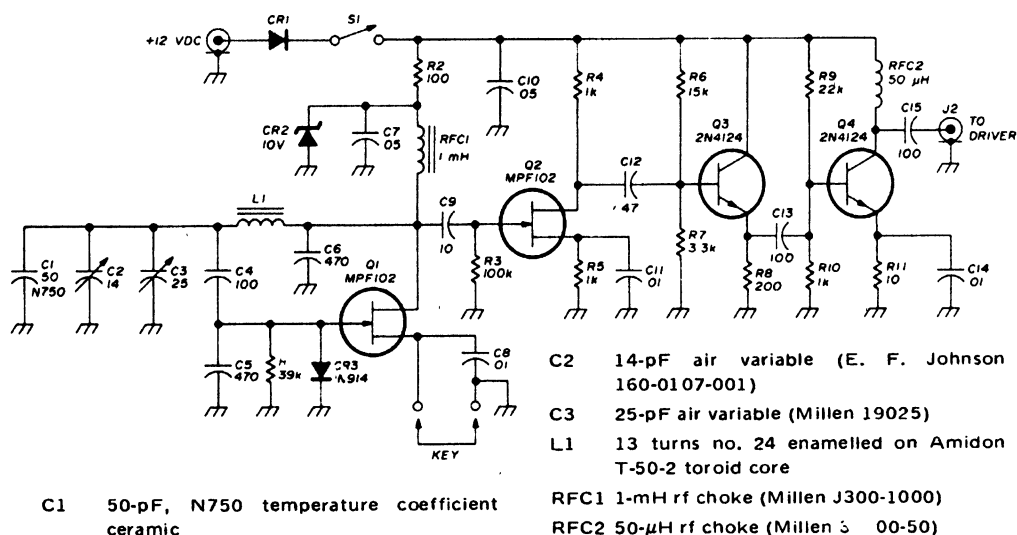 CR1
S1
+12 VDC
R2
100
C10
05
R4
1k
R6
15k
R9
22k
RFC2
50 µH
C15
100
J2
TO
DRIVER
CR2
10V
C7
05
RFC1
1 mH
Q2
MPF102
C12
47
Q3
2N4124
Q4
2N4124
L1
C9
10
C13
100
C1
50
N750
C2
14
C3
25
C4
100
C6
470
Q1
MPF102
R3
100k
R5
1k
C11
01
R7
3.3k
R8
200
R10
1k
R11
10
C14
01
C5
470
39k
CR3
1N914
C8
01
KEY
C2 14-pF air variable (E. F. Johnson
160-0107-001)
C3 25-pF air variable (Millen 19025)
L1 13 turns no. 24 enamelled on Amidon
T-50-2 toroid core
C1 50-pF, N750 temperature coefficient
ceramic
RFC1 1-mH rf choke (Millen J300-1000)
RFC2 50-µH rf choke (Millen 00-50)